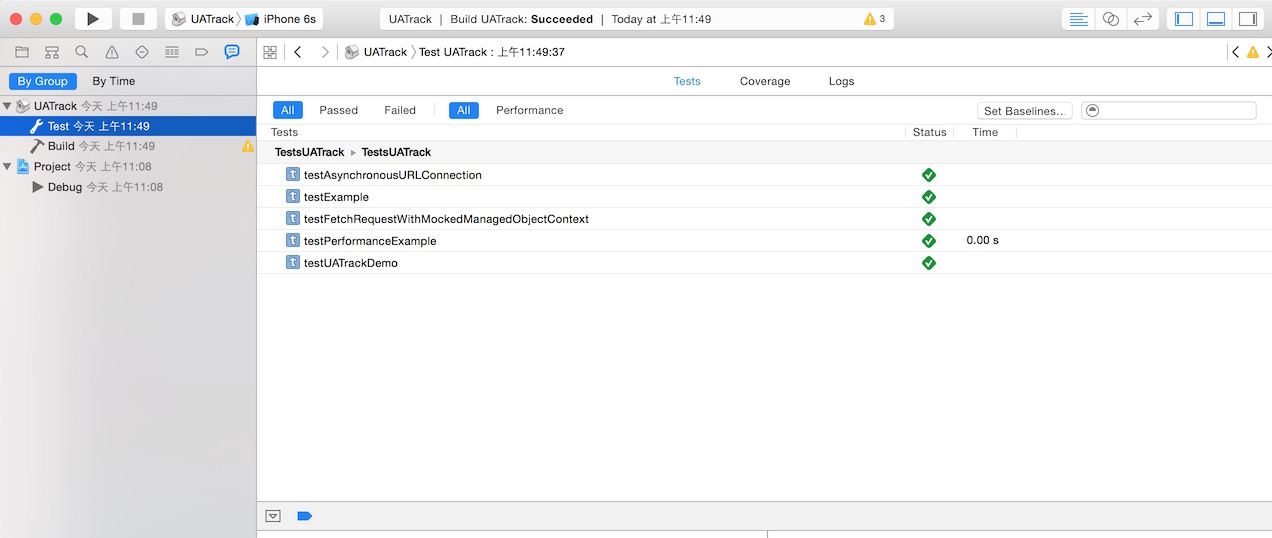 UATrack 〉 iPhone 6s
UATrack | Build UATrack: Succeeded | Today at 上午11:49
3
UATrack 〉 Test UATrack : 上午11:49:37
By Group By Time
Tests Coverage Logs
UATrack 今天 上午11:49
Test 今天 上午11:49
Build 今天 上午11:49
Project 今天 上午11:08
Debug 今天 上午11:08
All Passed Failed All Performance Set Baselines...
Tests Status Time
TestsUATrack ▸ TestsUATrack
t testAsynchronousURLConnection
t testExample
t testFetchRequestWithMockedManagedObjectContext
t testPerformanceExample 0.00 s
t testUATrackDemo